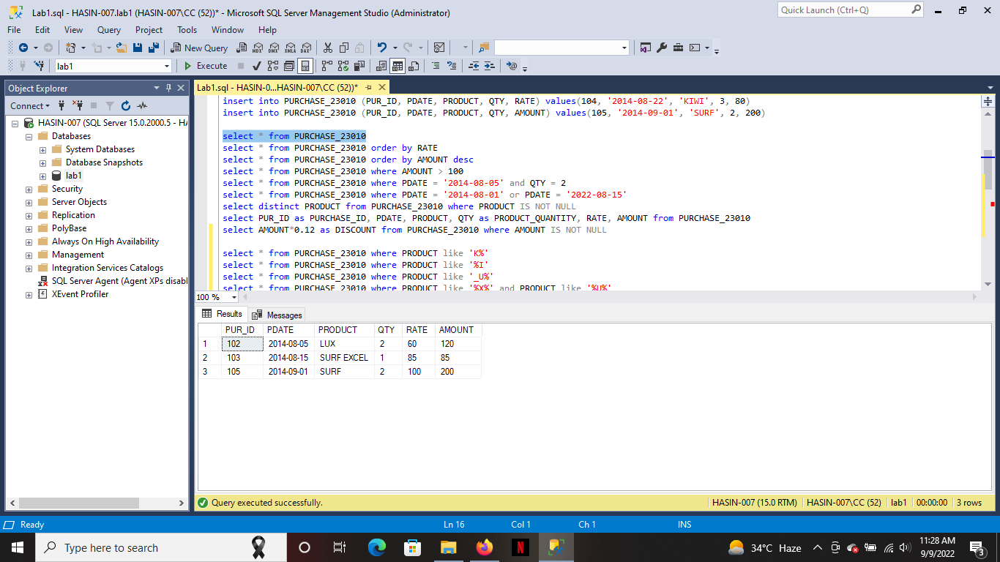 Lab1.sql - HASIN-007.lab1 (HASIN-007\CC (52))* - Microsoft SQL Server Management Studio (Administrator)
Quick Launch (Ctrl+Q)
File Edit View Query Project Tools Window Help
New Query MDX DMX XMLA DAX
lab1 Execute
Object Explorer
Lab1.sql - HASIN-0...HASIN-007\CC (52))*
Connect
HASIN-007 (SQL Server 15.0.2000.5 - HA
Databases
System Databases
Database Snapshots
lab1
Security
Server Objects
Replication
PolyBase
Always On High Availability
Management
Integration Services Catalogs
SQL Server Agent (Agent XPs disabl
XEvent Profiler
insert into PURCHASE_23010 (PUR_ID, PDATE, PRODUCT, QTY, RATE) values(104, '2014-08-22', 'KIWI', 3, 80)
insert into PURCHASE_23010 (PUR_ID, PDATE, PRODUCT, QTY, AMOUNT) values(105, '2014-09-01', 'SURF', 2, 200)
select * from PURCHASE_23010
select * from PURCHASE_23010 order by RATE
select * from PURCHASE_23010 order by AMOUNT desc
select * from PURCHASE_23010 where AMOUNT > 100
select * from PURCHASE_23010 where PDATE = '2014-08-05' and QTY = 2
select * from PURCHASE_23010 where PDATE = '2014-08-01' or PDATE = '2022-08-15'
select distinct PRODUCT from PURCHASE_23010 where PRODUCT IS NOT NULL
select PUR_ID as PURCHASE_ID, PDATE, PRODUCT, QTY as PRODUCT_QUANTITY, RATE, AMOUNT from PURCHASE_23010
select AMOUNT*0.12 as DISCOUNT from PURCHASE_23010 where AMOUNT IS NOT NULL
select * from PURCHASE_23010 where PRODUCT like 'K%'
select * from PURCHASE_23010 where PRODUCT like '%I'
select * from PURCHASE_23010 where PRODUCT like '_U%'
select * from PURCHASE_23010 where PRODUCT like '%X%' and PRODUCT like '%U%'
100 %
Results Messages
PUR_ID PDATE PRODUCT QTY RATE AMOUNT
1 102 2014-08-05 LUX 2 60 120
2 103 2014-08-15 SURF EXCEL 1 85 85
3 105 2014-09-01 SURF 2 100 200
Query executed successfully. HASIN-007 (15.0 RTM) HASIN-007\CC (52) lab1 00:00:00 3 rows
Ready Ln 16 Col 1 Ch 1 INS
Type here to search
N
34°C Haze
11:28 AM
9/9/2022
3